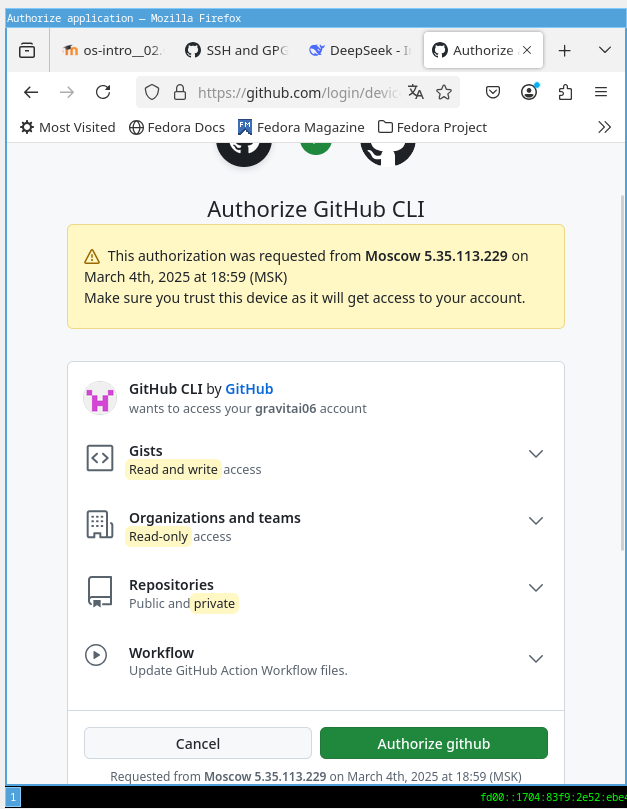 Authorize application — Mozilla Firefox
os-intro__02.
SSH and GPG
DeepSeek - I
Authorize
https://github.com/login/devic
Most Visited
Fedora Docs
Fedora Magazine
Fedora Project
Authorize GitHub CLI
This authorization was requested from Moscow 5.35.113.229 on
March 4th, 2025 at 18:59 (MSK)
Make sure you trust this device as it will get access to your account.
GitHub CLI by GitHub
wants to access your gravitai06 account
Gists
Read and write access
Organizations and teams
Read-only access
Repositories
Public and private
Workflow
Update GitHub Action Workflow files.
Cancel
Authorize github
Requested from Moscow 5.35.113.229 on March 4th, 2025 at 18:59 (MSK)
1
fd00::1704:83f9:2e52:ebe4